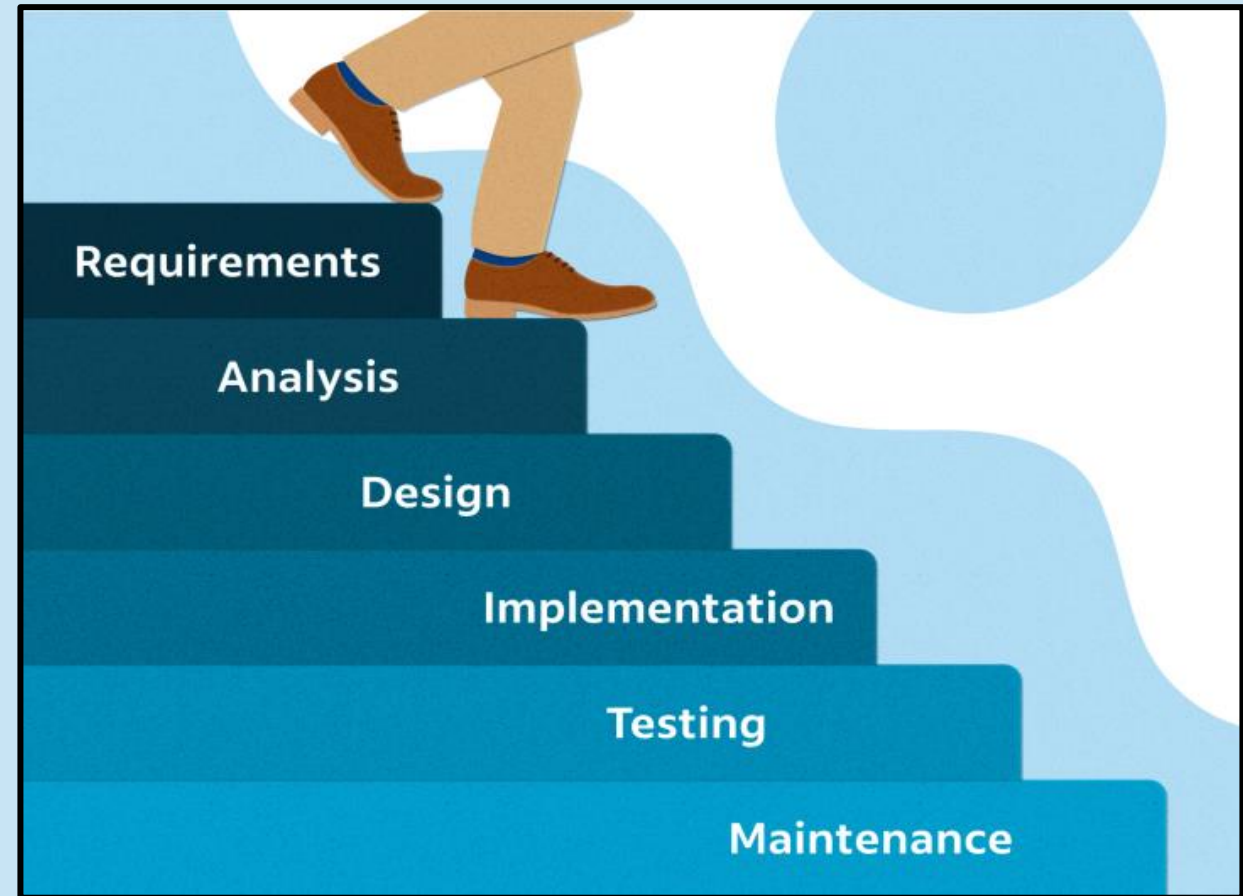 Requirements
Analysis
Design
Implementation
Testing
Maintenance